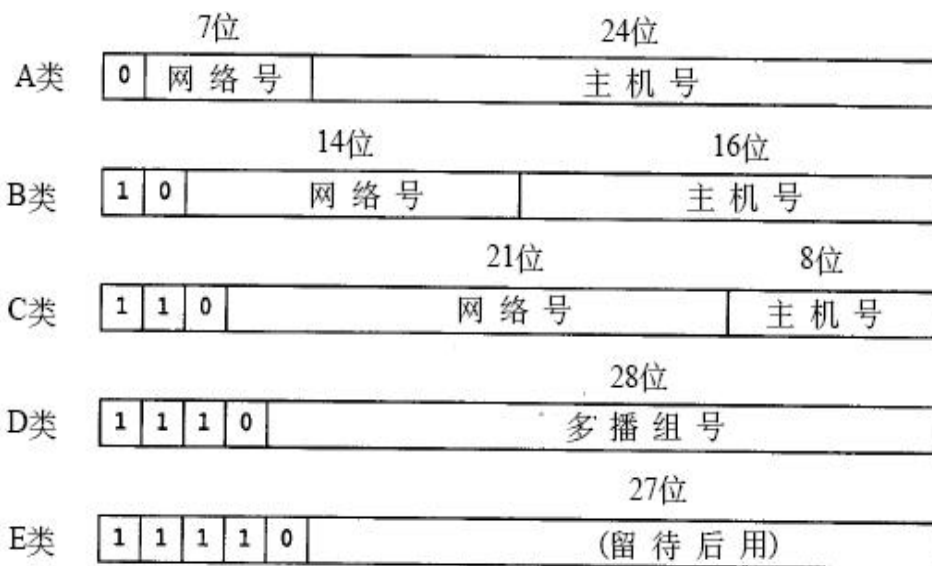 7位 24位
A类 0 网络号 主机号
14位 16位
B类 1 0 网络号 主机号
21位 8位
C类 1 1 0 网络号 主机号
28位
D类 1 1 1 0 多播组号
27位
E类 1 1 1 1 0 (留待后用)